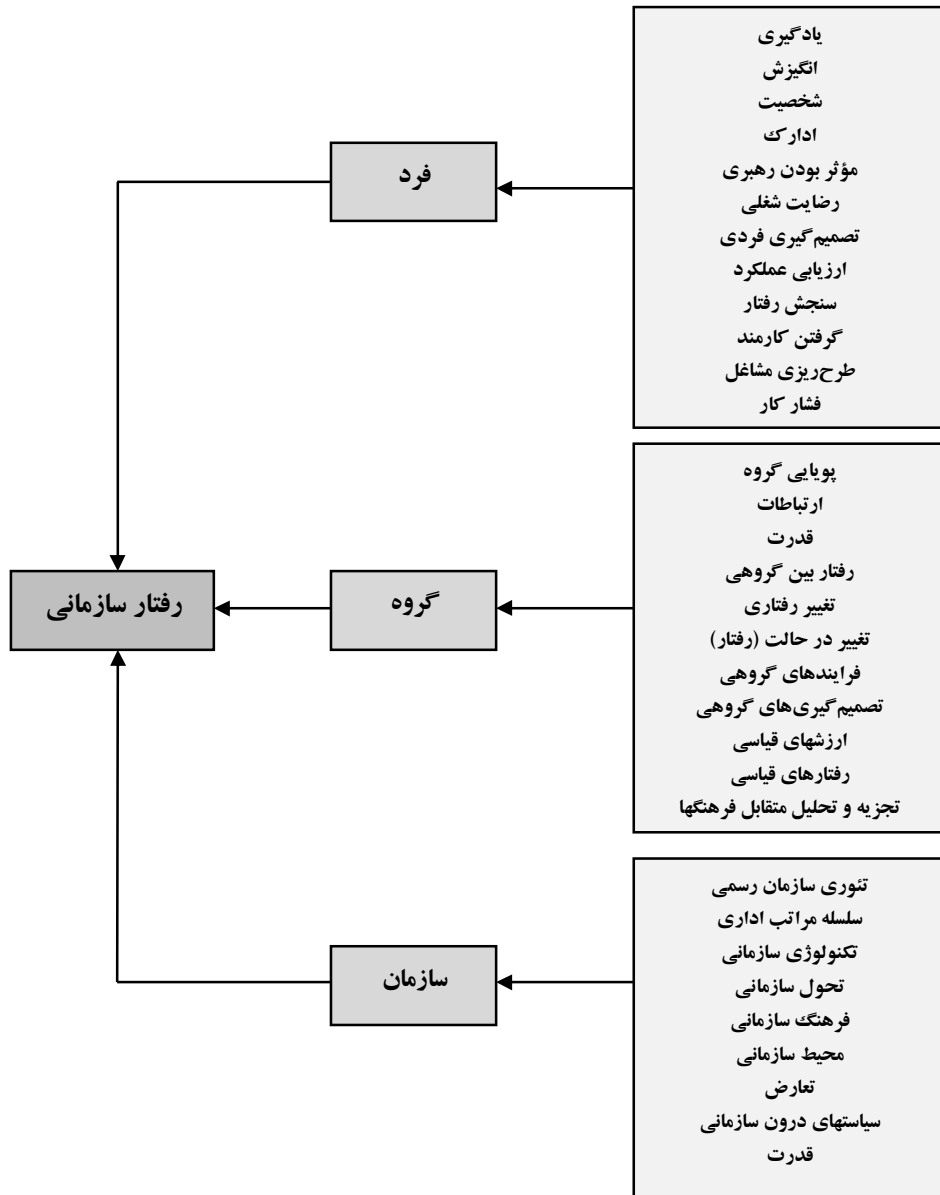 یادگیری
انگیزش
شخصیت
ادارک
مؤثر بودن رهبری
رضایت شغلی
تصمیم‌گیری فردی
ارزیابی عملکرد
سنجش رفتار
گرفتن کارمند
طرح‌ریزی مشاغل
فشار کار
فرد
پویایی گروه
ارتباطات
قدرت
رفتار بین گروهی
تغییر رفتاری
تغییر در حالت (رفتار)
فرایندهای گروهی
تصمیم‌گیری‌های گروهی
ارزشهای قیاسی
رفتارهای قیاسی
تجزیه و تحلیل متقابل فرهنگها
گروه
رفتار سازمانی
تئوری سازمان رسمی
سلسله مراتب اداری
تکنولوژی سازمانی
تحول سازمانی
فرهنگ سازمانی
محیط سازمانی
تعارض
سیاستهای درون سازمانی
قدرت
سازمان